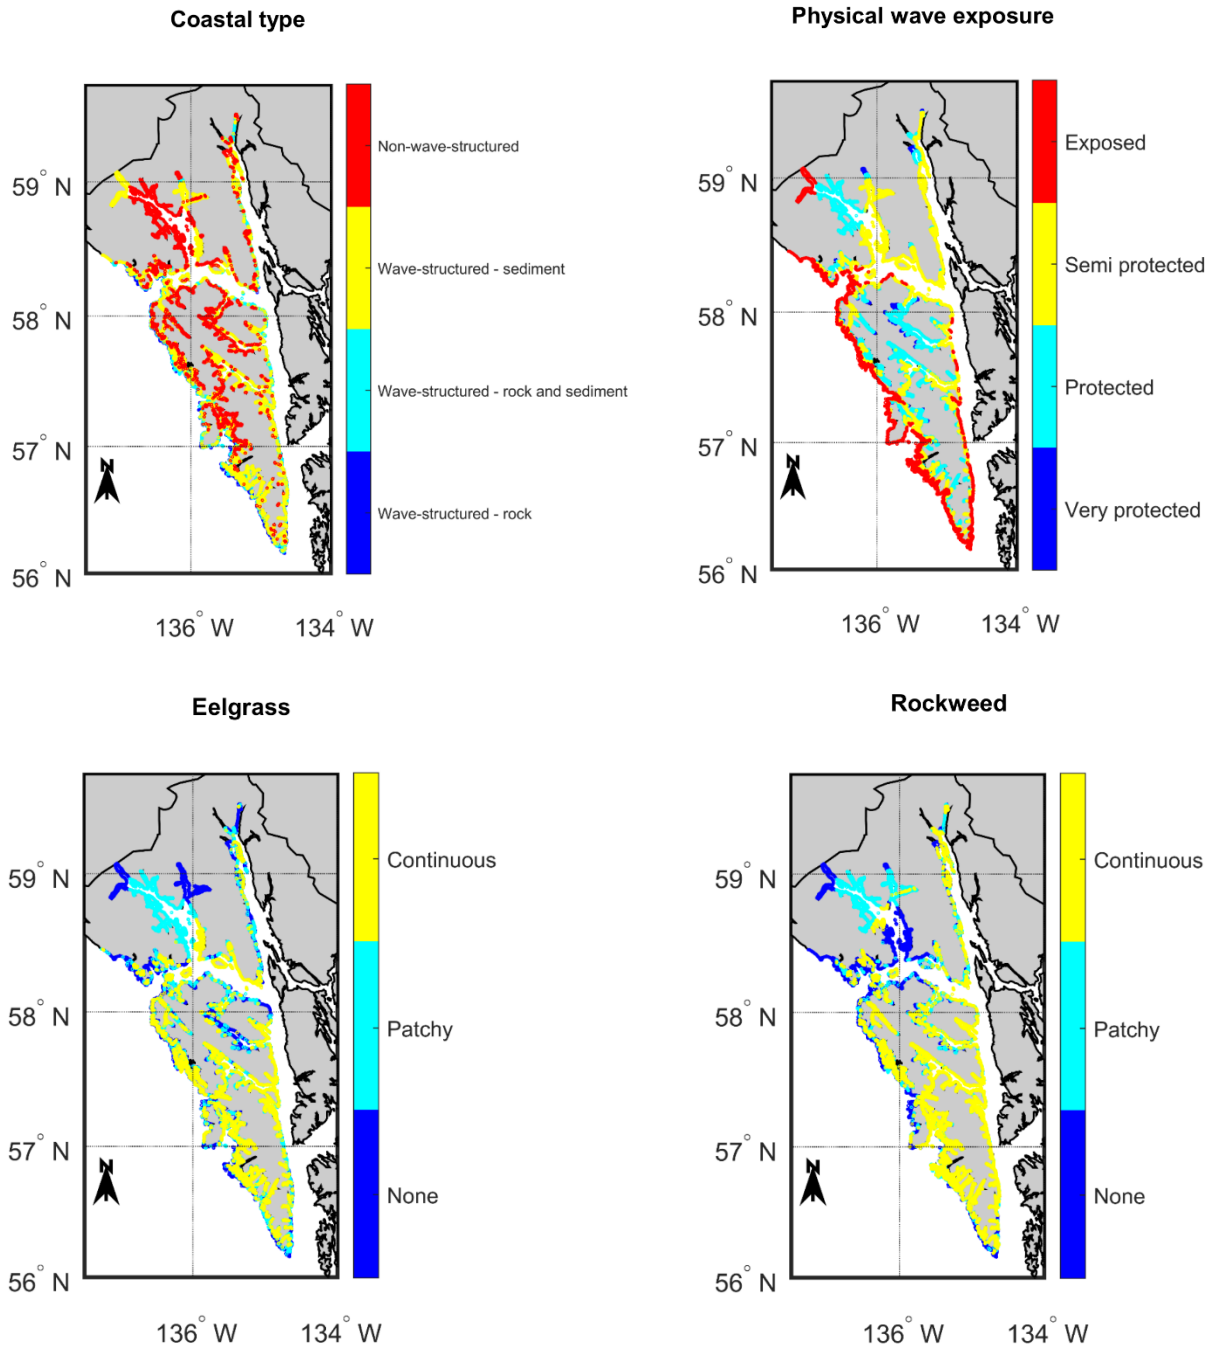 Coastal type
Physical wave exposure
59° N
58° N
57° N
56° N
136° W
134° W
N
Non-wave-structured
Wave-structured - sediment
Wave-structured - rock and sediment
Wave-structured - rock
59° N
58° N
57° N
56° N
136° W
134° W
N
Exposed
Semi protected
Protected
Very protected
Eelgrass
Rockweed
59° N
58° N
57° N
56° N
136° W
134° W
N
Continuous
Patchy
None
59° N
58° N
57° N
56° N
136° W
134° W
N
Continuous
Patchy
None